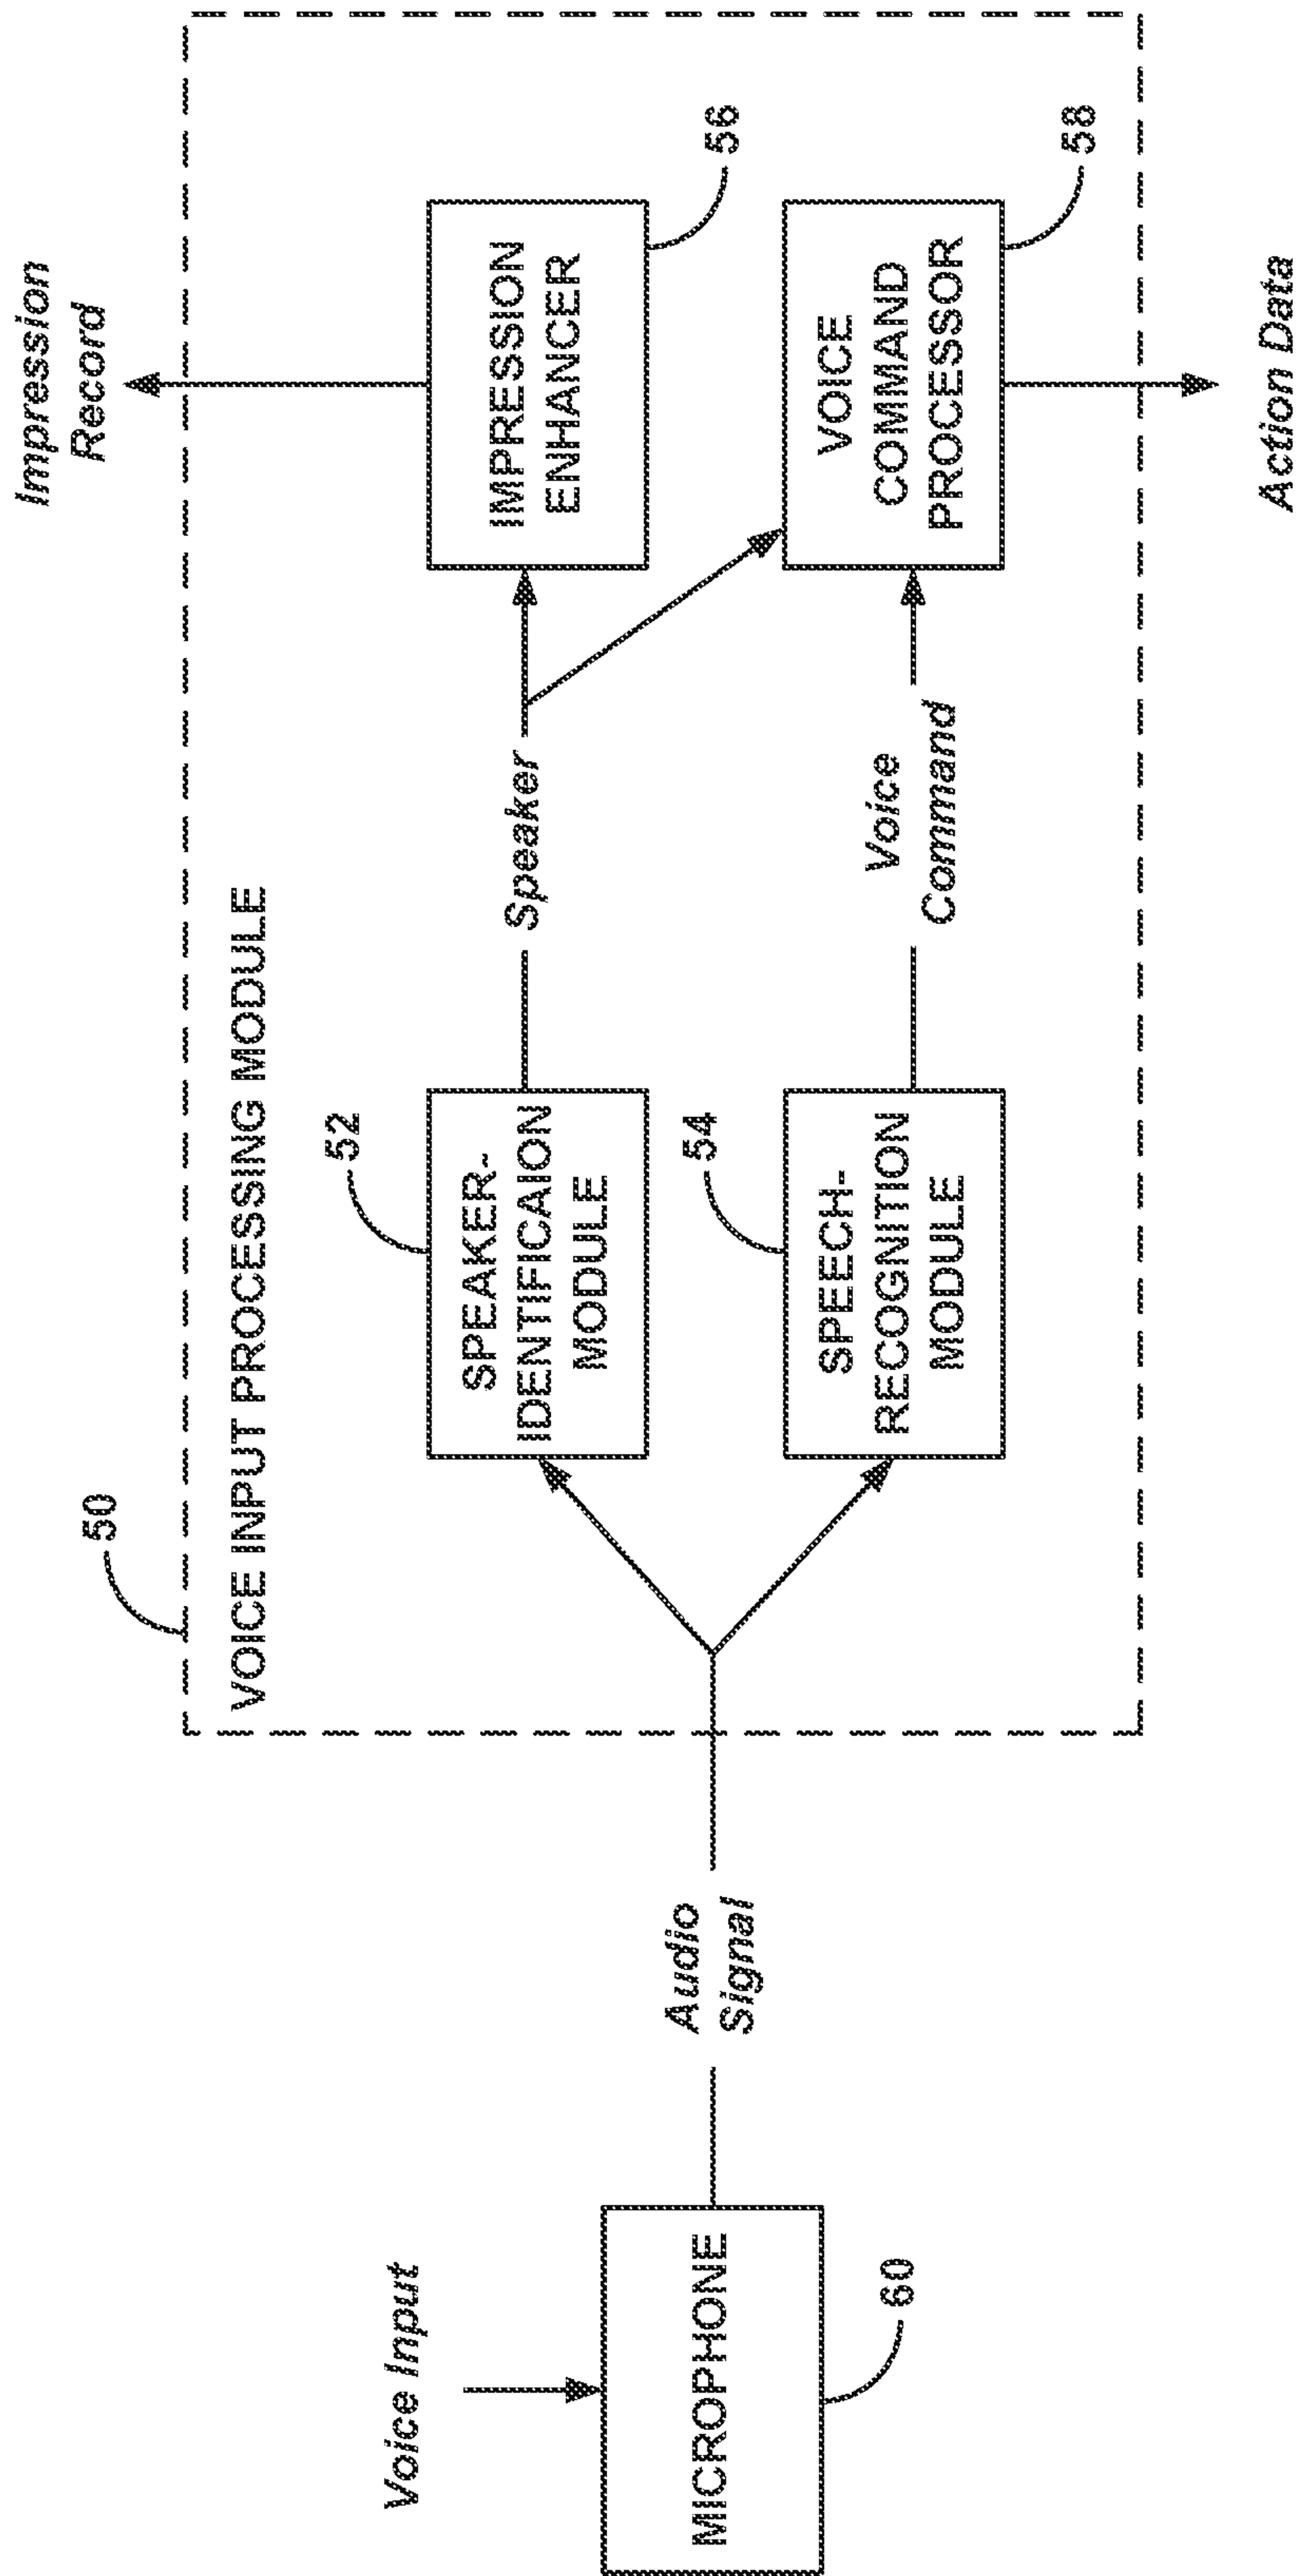 Voice Input
MICROPHONE
60
Audio
Signal
50
VOICE INPUT PROCESSING MODULE
52
SPEAKER-
IDENTIFICAION
MODULE
54
SPEECH-
RECOGNITION
MODULE
Speaker
Voice
Command
IMPRESSION
ENHANCER
56
VOICE
COMMAND
PROCESSOR
58
Impression
Record
Action Data